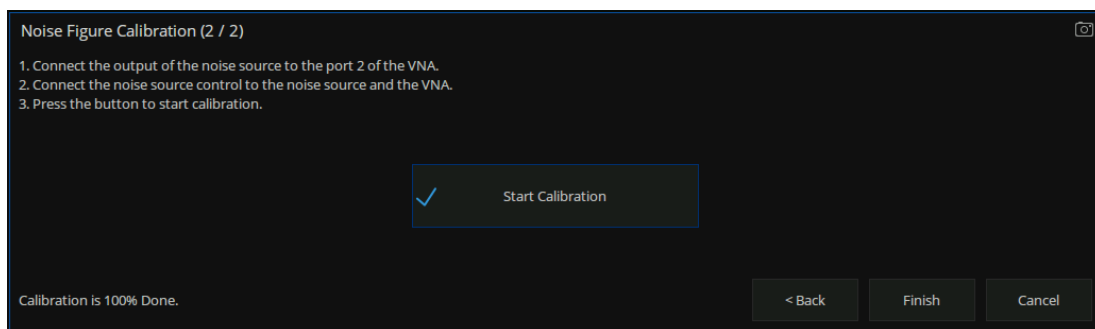 Noise Figure Calibration (2 / 2)
1. Connect the output of the noise source to the port 2 of the VNA.
2. Connect the noise source control to the noise source and the VNA.
3. Press the button to start calibration.
Start Calibration
Calibration is 100% Done.
< Back
Finish
Cancel